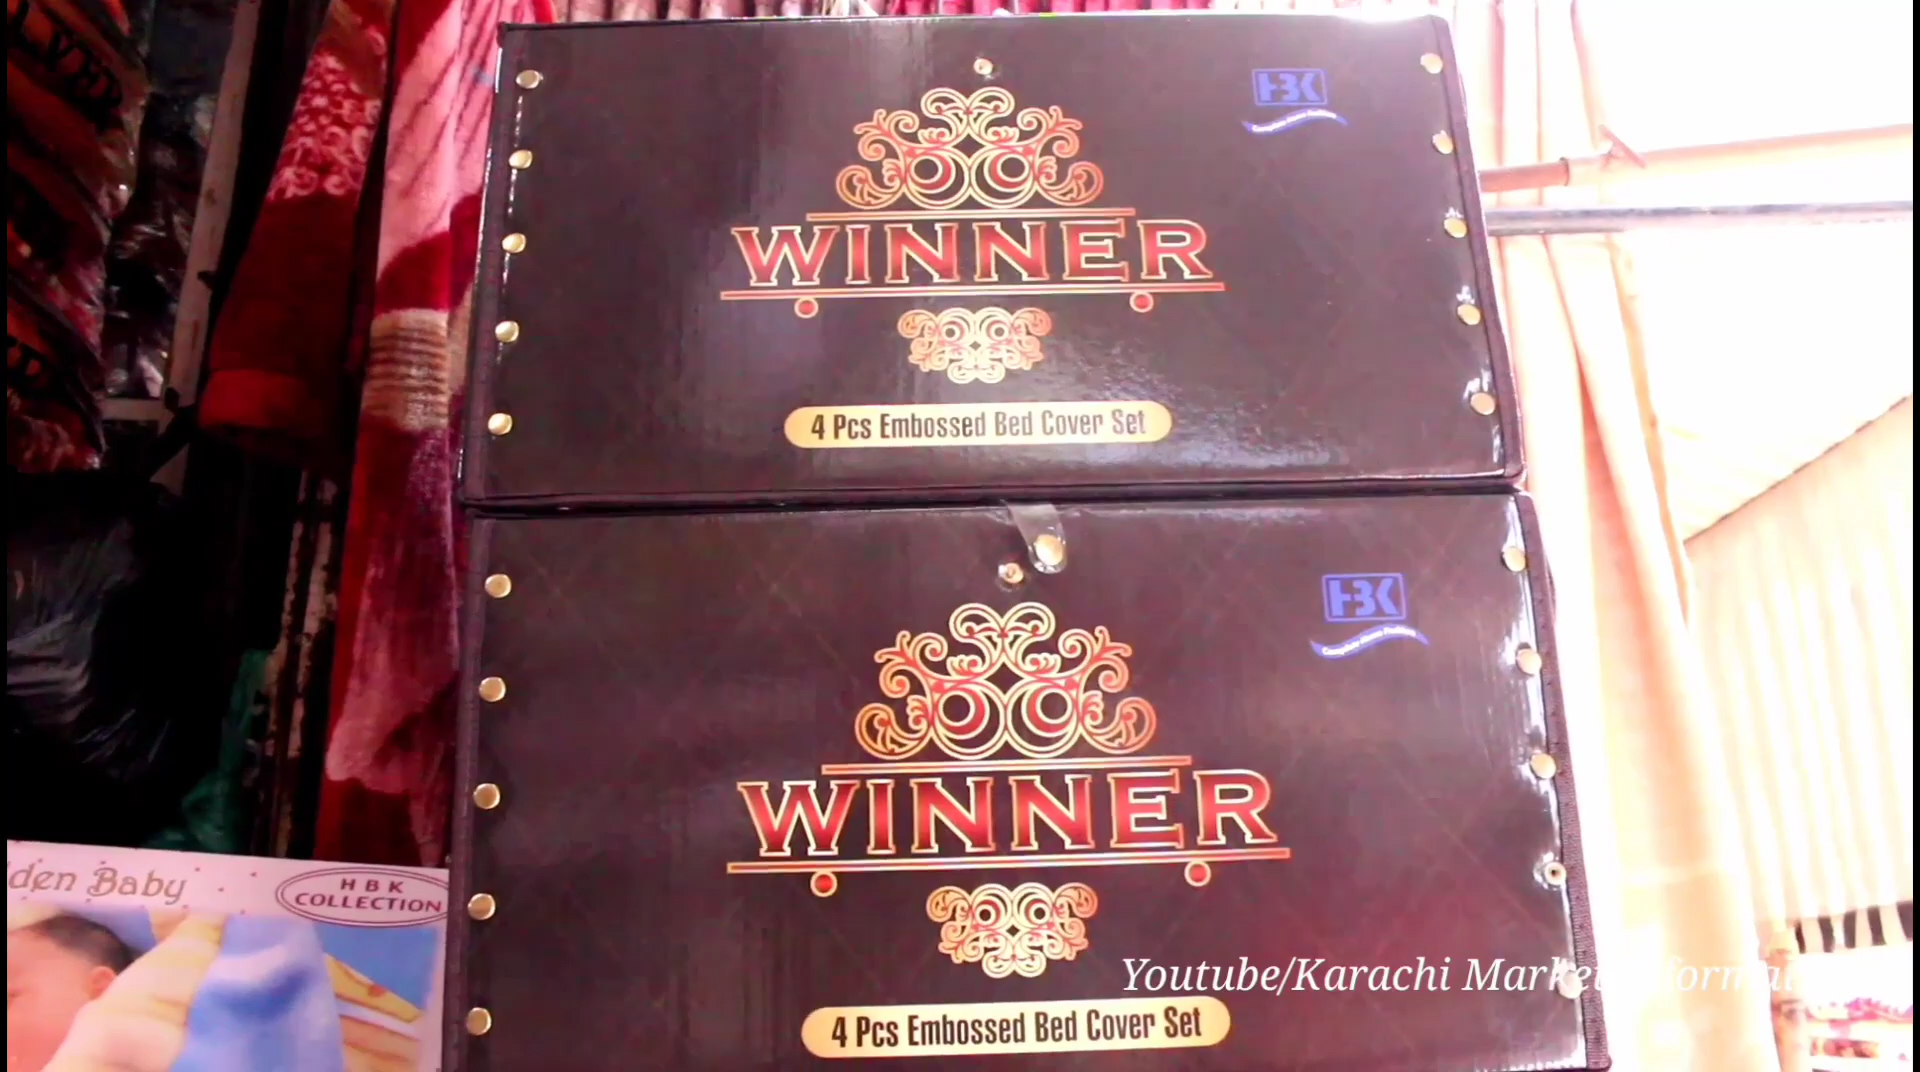 HBK
WINNER
4 Pcs Embossed Bed Cover Set
HBK
WINNER
4 Pcs Embossed Bed Cover Set
den Baby
HBK
COLLECTION
Youtube/Karachi